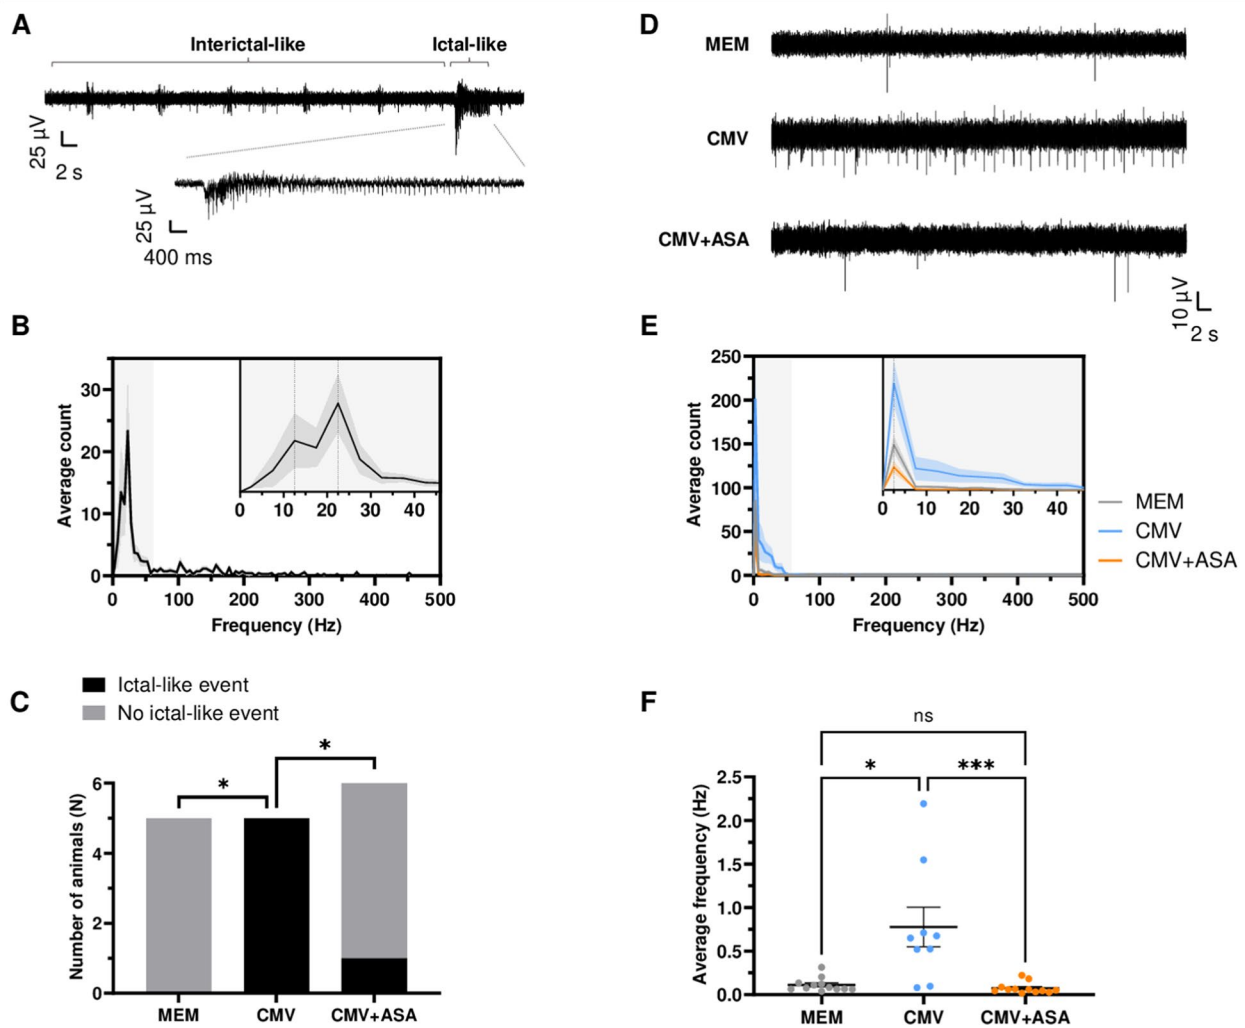 A
Interictal-like
Ictal-like
25 µV
2 s
25 µV
400 ms
D
MEM
CMV
CMV+ASA
10 µV
2 s
B
Average count
30
20
10
0
0 100 200 300 400 500
Frequency (Hz)
0 10 20 30 40
E
Average count
250
200
150
100
50
0
0 100 200 300 400 500
Frequency (Hz)
0 10 20 30 40
MEM
CMV
CMV+ASA
C
Ictal-like event
No ictal-like event
*
*
Number of animals (N)
6
4
2
0
MEM CMV CMV+ASA
F
ns
* ***
Average frequency (Hz)
2.5
2.0
1.5
1.0
0.5
0.0
MEM CMV CMV+ASA